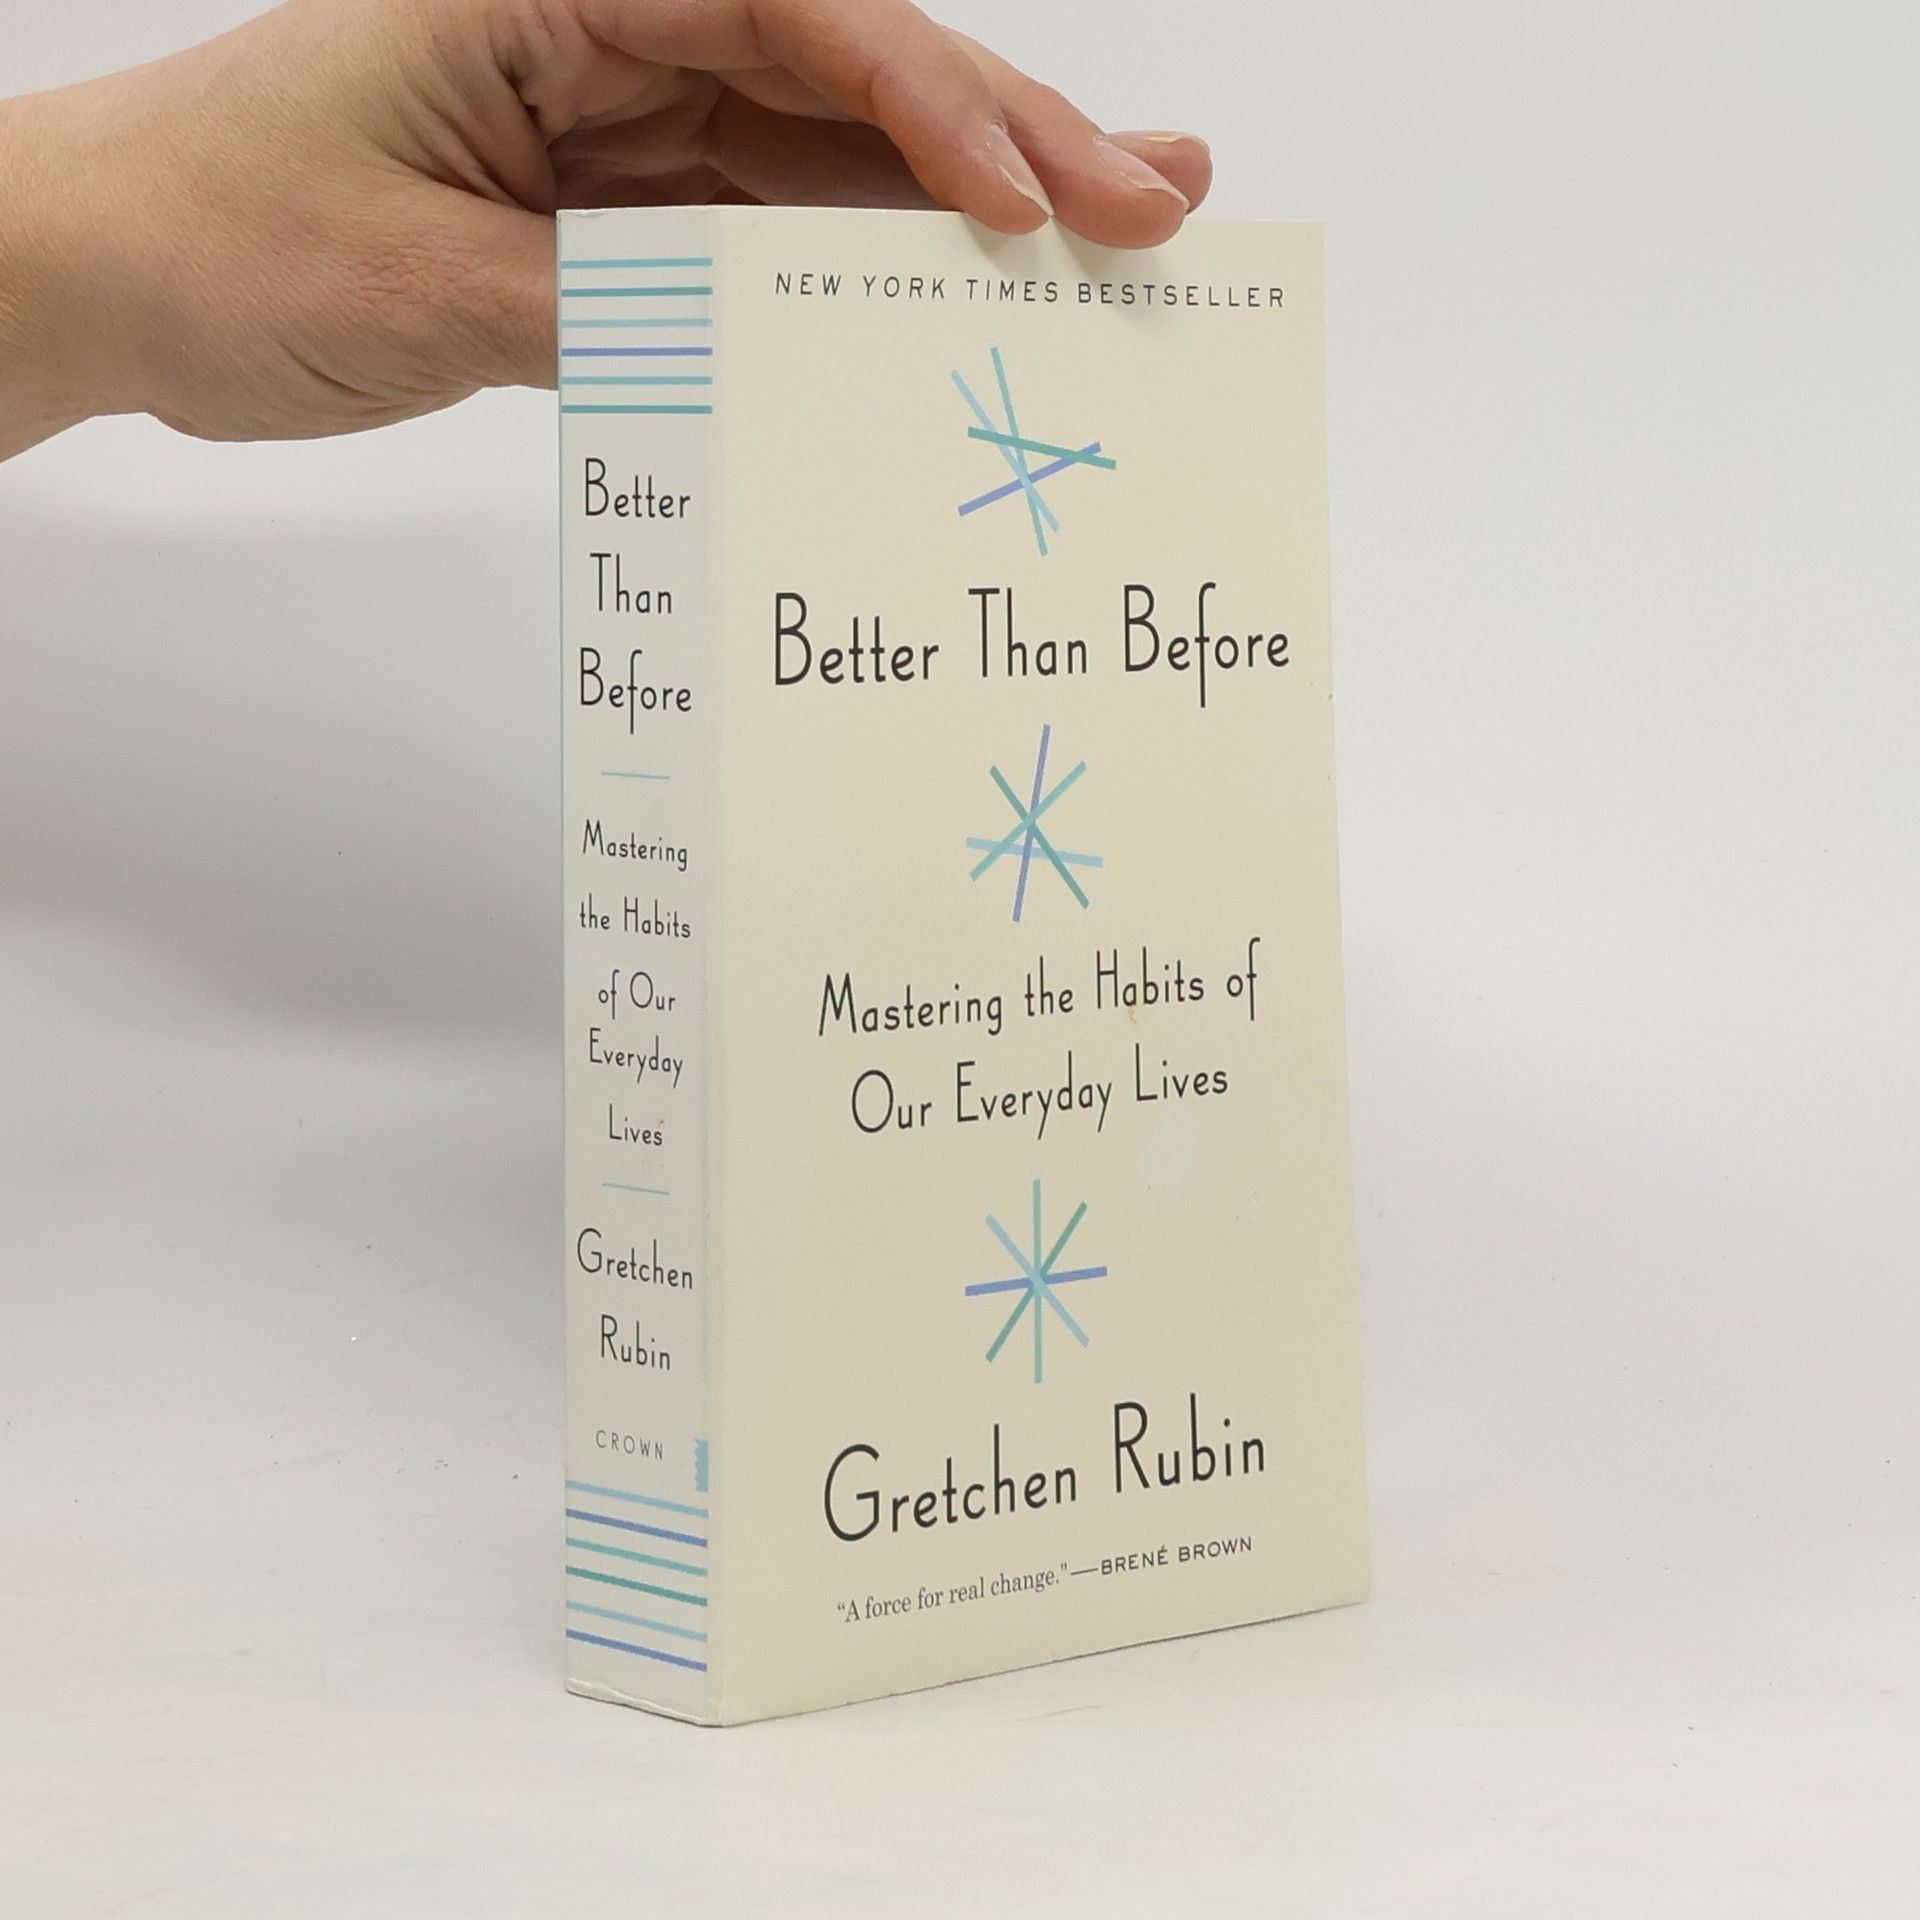 Better
Than
Before
Mastering
the Habits
of Our
Everyday
Lives
Gretchen
Rubin
CROWN
NEW YORK TIMES BESTSELLER
Better Than Before
Mastering the Habits of
Our Everyday Lives
Gretchen Rubin
“A force for real change.”—BRENÉ BROWN